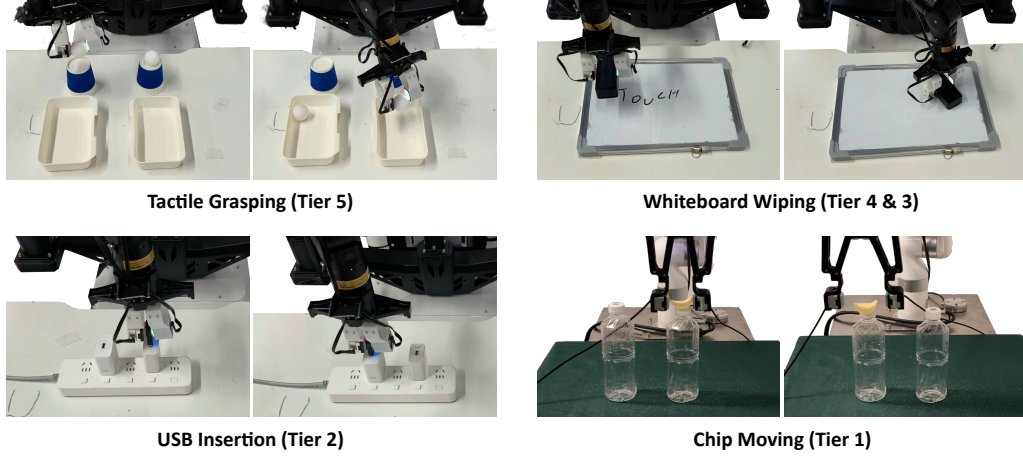 TOUCH
Tactile Grasping (Tier 5)
Whiteboard Wiping (Tier 4 & 3)
USB Insertion (Tier 2)
Chip Moving (Tier 1)